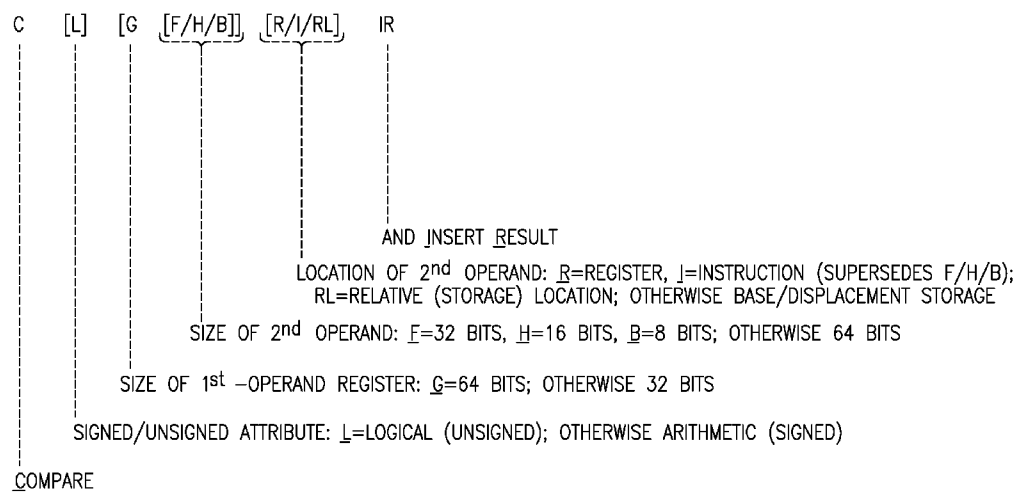 C [L] [G [F/H/B]] [R/I/RL] IR
AND INSERT RESULT
LOCATION OF 2nd OPERAND: R=REGISTER, I=INSTRUCTION (SUPERSEDES F/H/B);
RL=RELATIVE (STORAGE) LOCATION; OTHERWISE BASE/DISPLACEMENT STORAGE
SIZE OF 2nd OPERAND: F=32 BITS, H=16 BITS, B=8 BITS; OTHERWISE 64 BITS
SIZE OF 1st -OPERAND REGISTER: G=64 BITS; OTHERWISE 32 BITS
SIGNED/UNSIGNED ATTRIBUTE: L=LOGICAL (UNSIGNED); OTHERWISE ARITHMETIC (SIGNED)
COMPARE